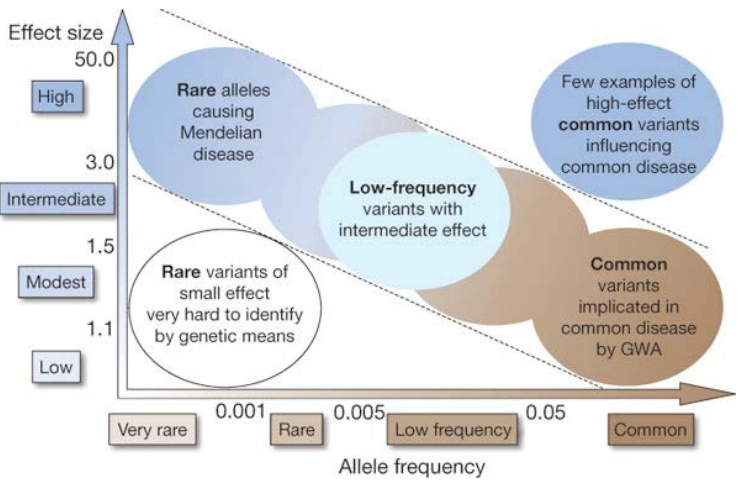 Effect size
50.0
High
3.0
Intermediate
1.5
Modest
1.1
Low
Rare alleles
causing
Mendelian
disease
Few examples of
high-effect
common variants
influencing
common disease
Low-frequency
variants with
intermediate effect
Rare variants of
small effect
very hard to identify
by genetic means
Common
variants
implicated in
common disease
by GWA
0.001
0.005
0.05
Very rare
Rare
Low frequency
Common
Allele frequency